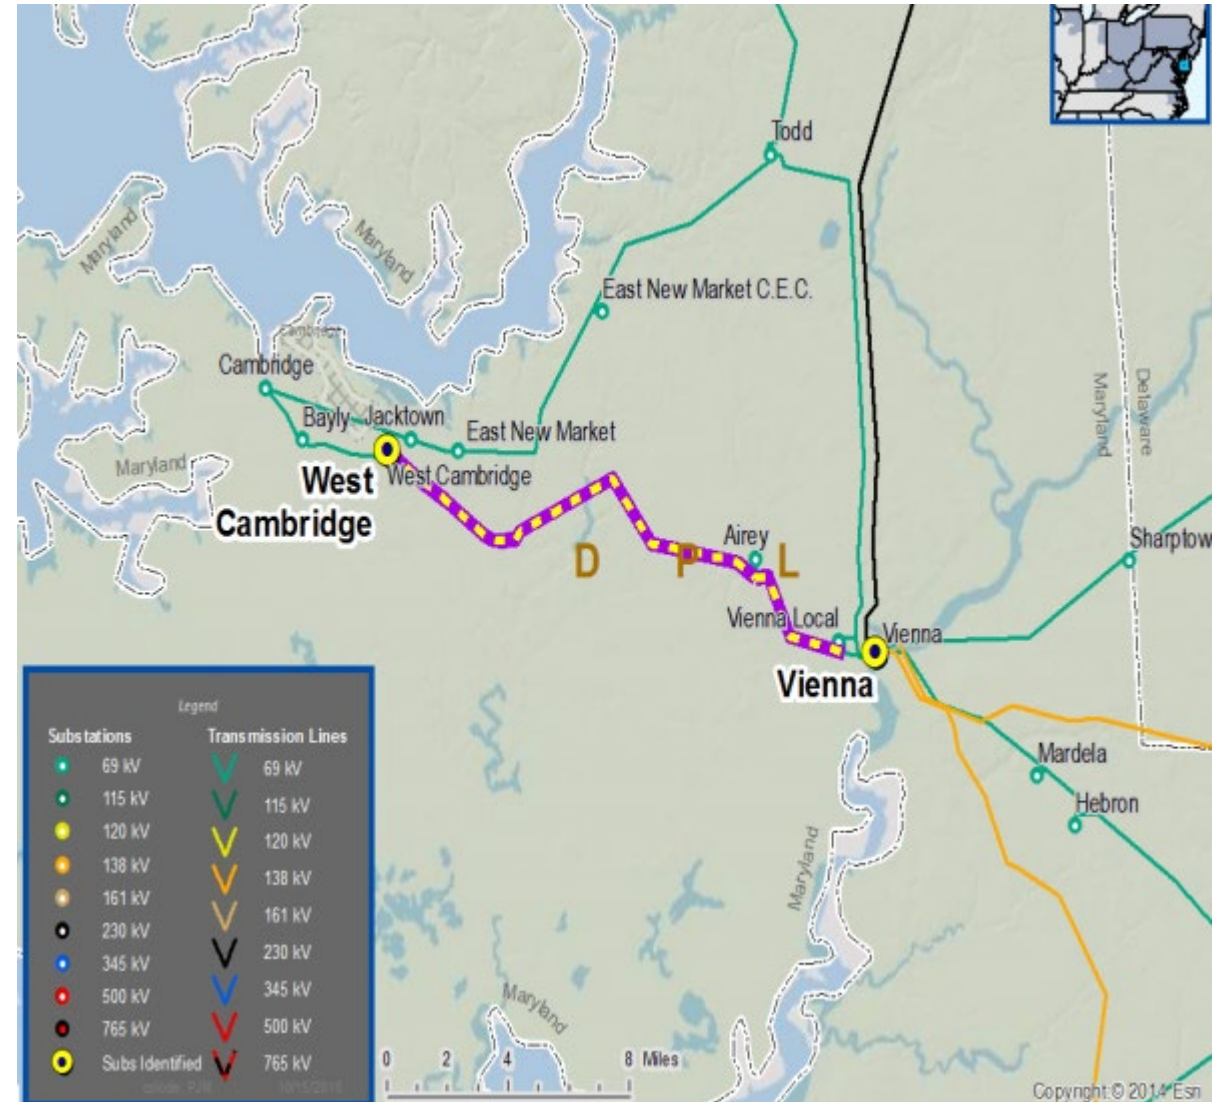 Todd
Maryland
Maryland
East New Market C.E.C.
Cambridge
Maryland
Delaware
Bayly
Jacktown
East New Market
Maryland
West Cambridge
West
Cambridge
Airey
Sharptow
D P L
Vienna Local
Vienna
Vienna
Mardela
Hebron
Maryland
Maryland
Legend
Substations Transmission Lines
69 kV 69 kV
115 kV 115 kV
120 kV 120 kV
138 kV 138 kV
161 kV 161 kV
230 kV 230 kV
345 kV 345 kV
500 kV 500 kV
765 kV 765 kV
Subs Identified
0 2 4 8 Miles
Copyright:© 2014 Esri